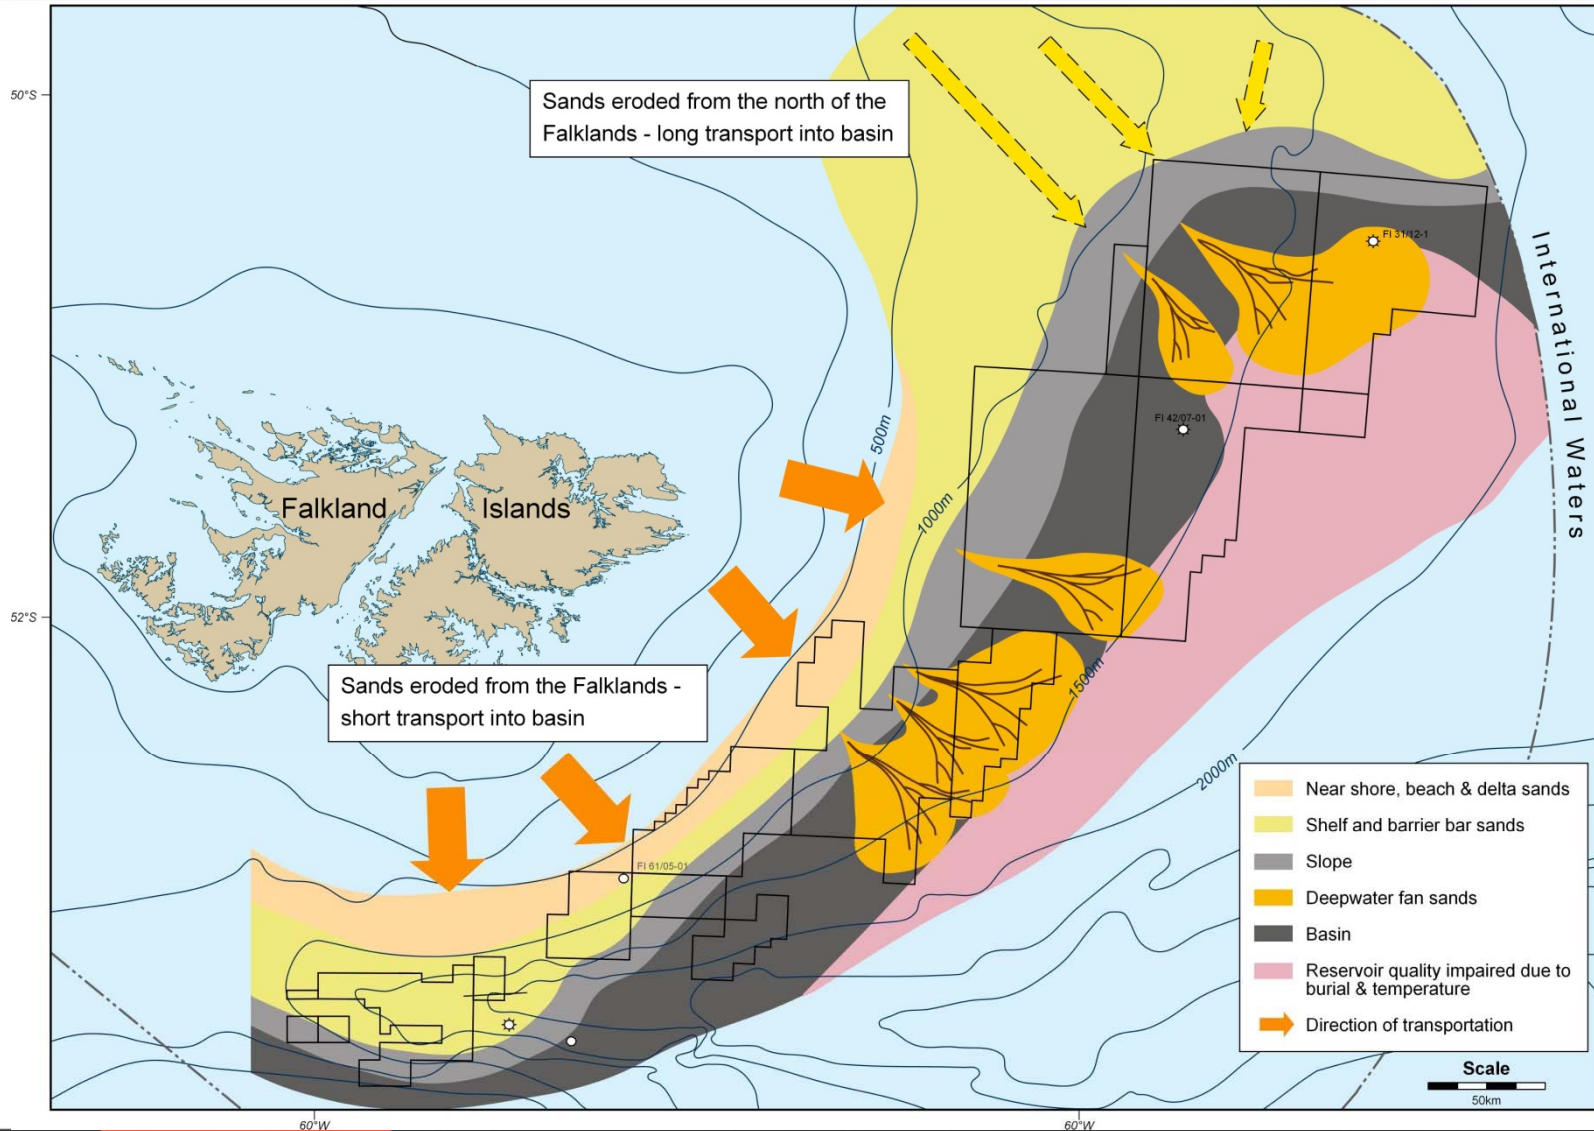 50°S
Sands eroded from the north of the
Falklands - long transport into basin
FI 31/12-1
International Waters
500m
FI 42/07-01
Falkland Islands
1000m
52°S
Sands eroded from the Falklands -
short transport into basin
1500m
2000m
FI 61/05-01
Near shore, beach & delta sands
Shelf and barrier bar sands
Slope
Deepwater fan sands
Basin
Reservoir quality impaired due to
burial & temperature
Direction of transportation
Scale
50km
60°W
60°W